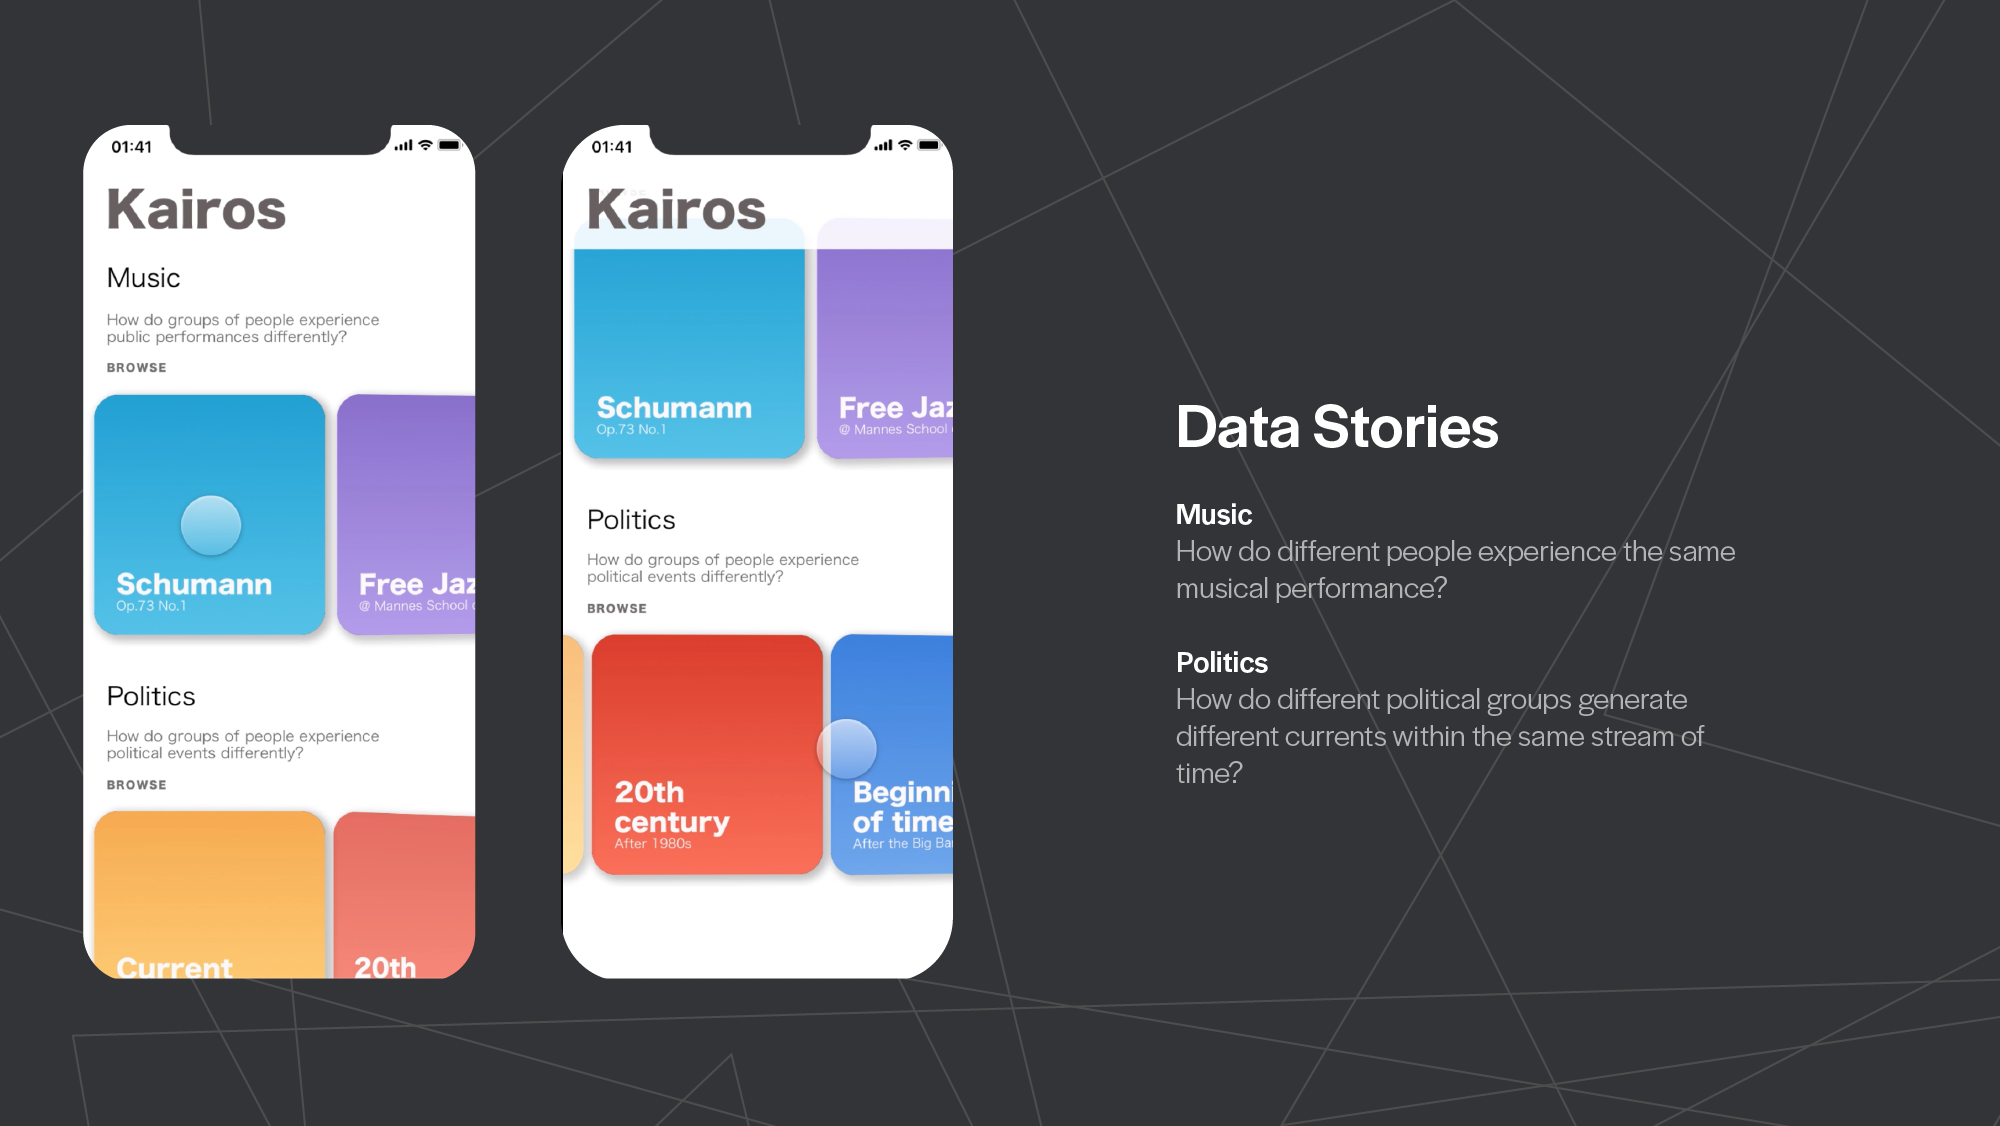 01:41
Kairos
Music
How do groups of people experience
public performances differently?
BROWSE
Schumann
Op.73 No.1
Free Jaz
@ Mannes School
Politics
How do groups of people experience
political events differently?
BROWSE
Current
20th
01:41
Kairos
Schumann
Op.73 No.1
Free Jaz
@ Mannes School
Politics
How do groups of people experience
political events differently?
BROWSE
20th
century
After 1980s
Beginni
of time
After the Big Ba
Data Stories
Music
How do different people experience the same
musical performance?
Politics
How do different political groups generate
different currents within the same stream of
time?